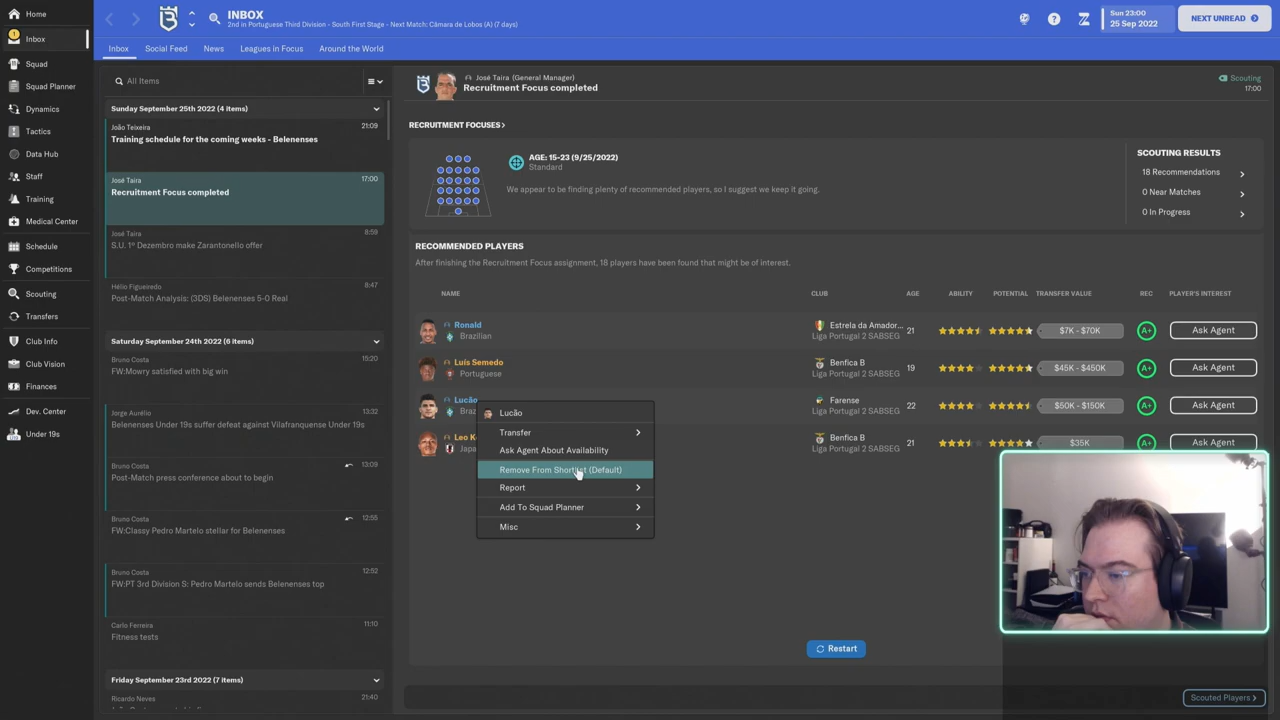 Home
Inbox
Squad
Squad Planner
Dynamics
Tactics
Data Hub
Staff
Training
Medical Center
Schedule
Competitions
Scouting
Transfers
Club Info
Club Vision
Finances
Dev. Center
Under 19s
INBOX
2nd in Portuguese Third Division - South First Stage - Next Match: Câmara de Lobos (A) (7 days)
Sun 23:00
25 Sep 2022
NEXT UNREAD
Inbox
Social Feed
News
Leagues in Focus
Around the World
All Items
Sunday September 25th 2022 (4 items)
João Teixeira
21:09
Training schedule for the coming weeks - Belenenses
José Taira
17:00
Recruitment Focus completed
José Taira
8:59
S.U. 1º Dezembro make Zarantonello offer
Hélio Figueiredo
8:47
Post-Match Analysis: (3DS) Belenenses 5-0 Real
Saturday September 24th 2022 (6 items)
Bruno Costa
15:20
FW:Mowry satisfied with big win
Jorge Aurélio
13:32
Belenenses Under 19s suffer defeat against Vilafranquense Under 19s
Bruno Costa
13:09
Post-Match press conference about to begin
Bruno Costa
12:55
FW:Classy Pedro Martelo stellar for Belenenses
Bruno Costa
12:52
FW:PT 3rd Division S: Pedro Martelo sends Belenenses top
Carlo Ferreira
11:10
Fitness tests
Friday September 23rd 2022 (7 items)
Ricardo Neves
21:40
José Taira (General Manager)
Recruitment Focus completed
Scouting
17:00
RECRUITMENT FOCUSES>
AGE: 15-23 (9/25/2022)
Standard
We appear to be finding plenty of recommended players, so I suggest we keep it going.
SCOUTING RESULTS
18 Recommendations
0 Near Matches
0 In Progress
RECOMMENDED PLAYERS
After finishing the Recruitment Focus assignment, 18 players have been found that might be of interest.
NAME CLUB AGE ABILITY POTENTIAL TRANSFER VALUE REC PLAYER'S INTEREST
Ronald
Brazilian
Estrela da Amador...
Liga Portugal 2 SABSEG
21
$7K - $70K
A+
Ask Agent
Luís Semedo
Portuguese
Benfica B
Liga Portugal 2 SABSEG
19
$45K - $450K
A+
Ask Agent
Lucão
Braz
Farense
Liga Portugal 2 SABSEG
22
$50K - $150K
A+
Ask Agent
Leo K
Japa
Benfica B
Liga Portugal 2 SABSEG
21
$35K
A+
Ask Agent
Lucão
Transfer
Ask Agent About Availability
Remove From Shortlist (Default)
Report
Add To Squad Planner
Misc
Restart
Scouted Players >